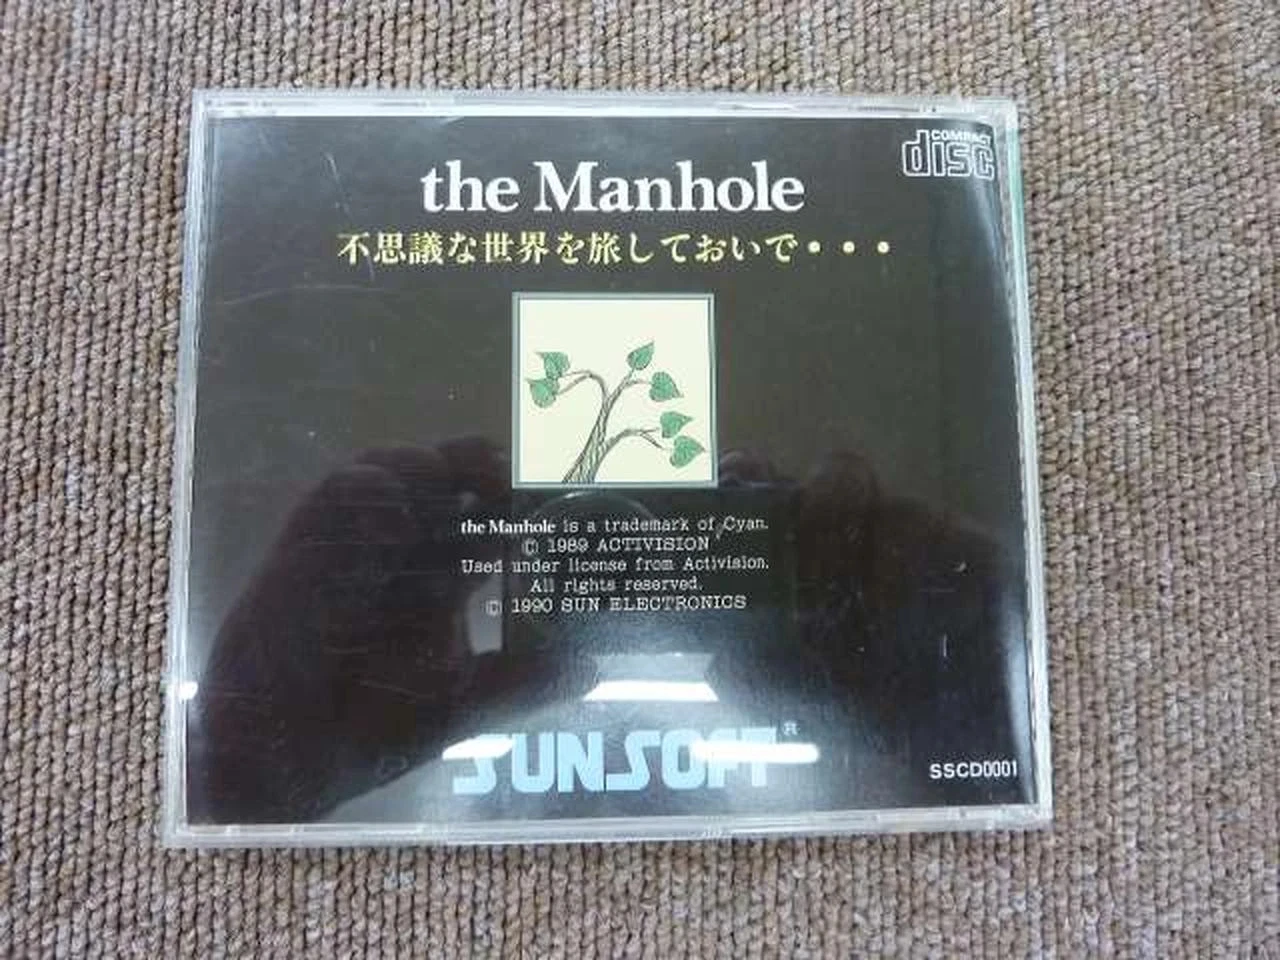 COMPACT
disc
the Manhole
不思議な世界を旅しておいで・・・
the Manhole is a trademark of Cyan.
© 1989 ACTIVISION
Used under license from Activision.
All rights reserved.
© 1990 SUN ELECTRONICS
SUNSOFT®
SSCD0001